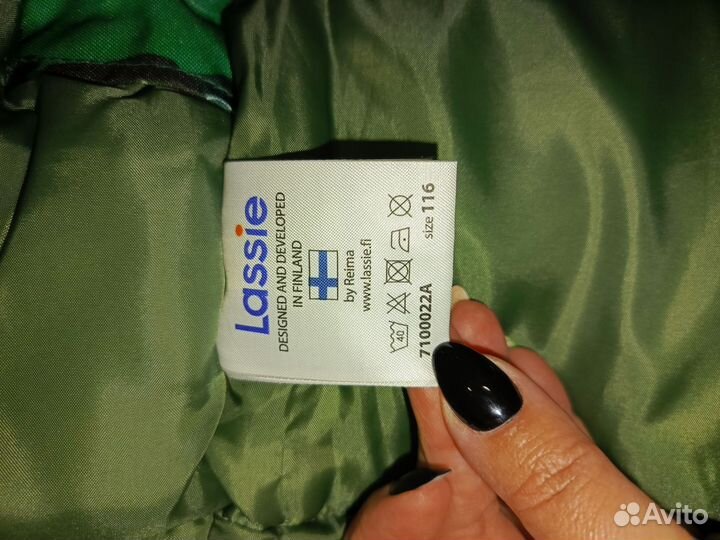 Lassie
DESIGNED AND DEVELOPED
IN FINLAND
by Reima
www.lassie.fi
40
7100022A
size 116
Avito